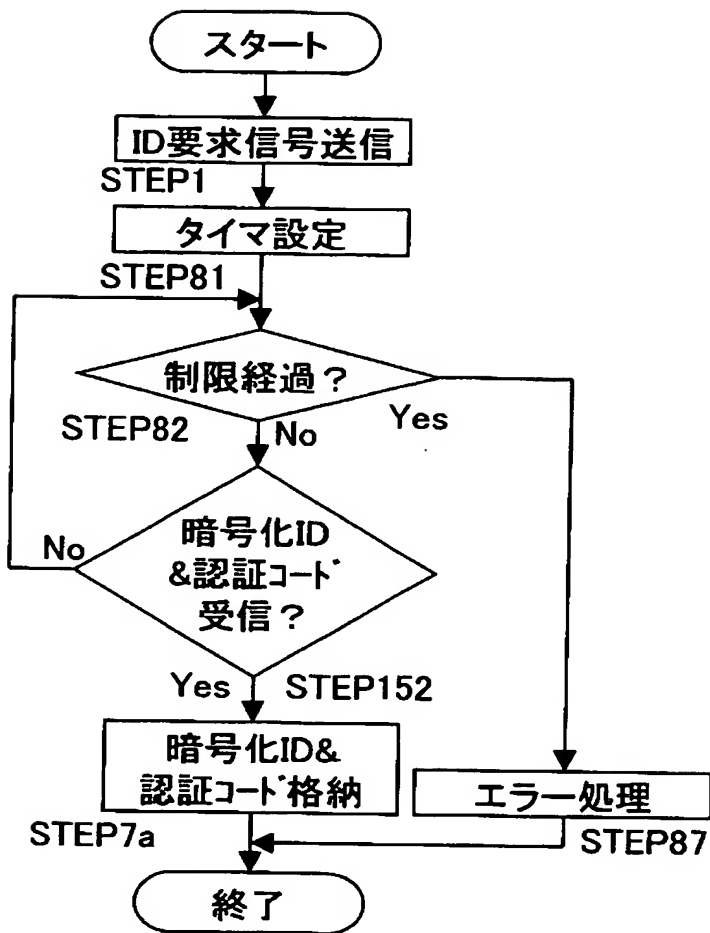 スタート
ID要求信号送信
STEP1
タイマ設定
STEP81
制限経過？
STEP82
No
Yes
暗号化ID
&認証コード
受信？
No
Yes
STEP152
暗号化ID&
認証コード格納
STEP7a
エラー処理
STEP87
終了